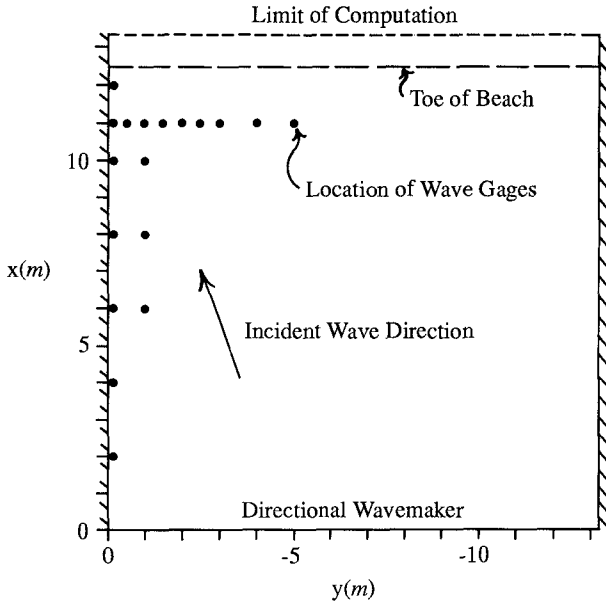 Limit of Computation
Toe of Beach
10
Location of Wave Gages
x(m)
5
Incident Wave Direction
Directional Wavemaker
0
0 -5 -10
y(m)